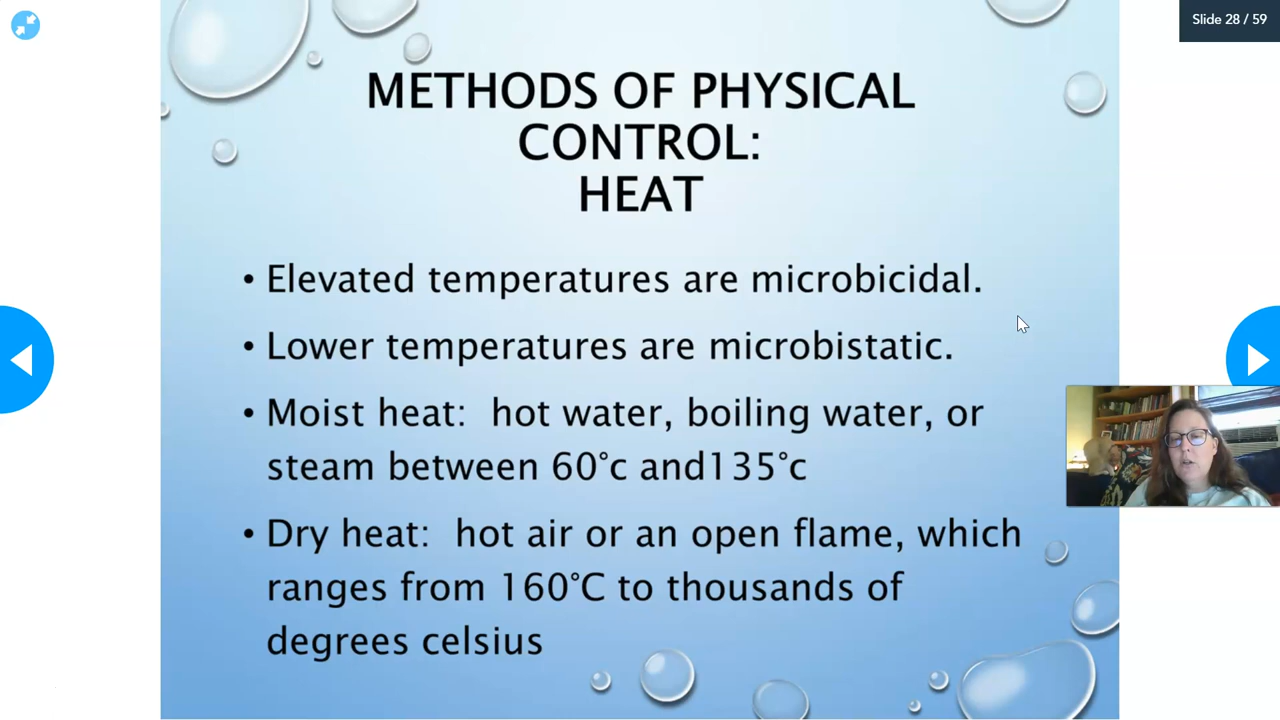 Slide 28 / 59
METHODS OF PHYSICAL
CONTROL:
HEAT
• Elevated temperatures are microbicidal.
• Lower temperatures are microbistatic.
• Moist heat:  hot water, boiling water, or
steam between 60°c and135°c
• Dry heat:  hot air or an open flame, which
ranges from 160°C to thousands of
degrees celsius